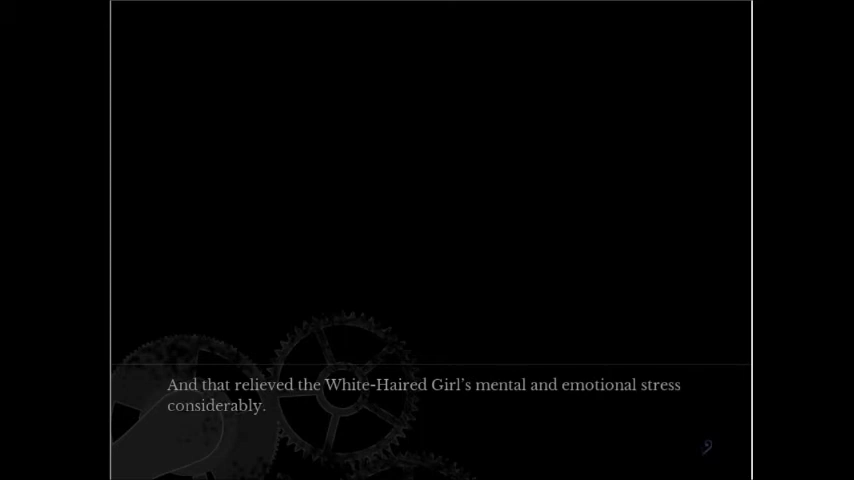 And that relieved the White-Haired Girl's mental and emotional stress
considerably.